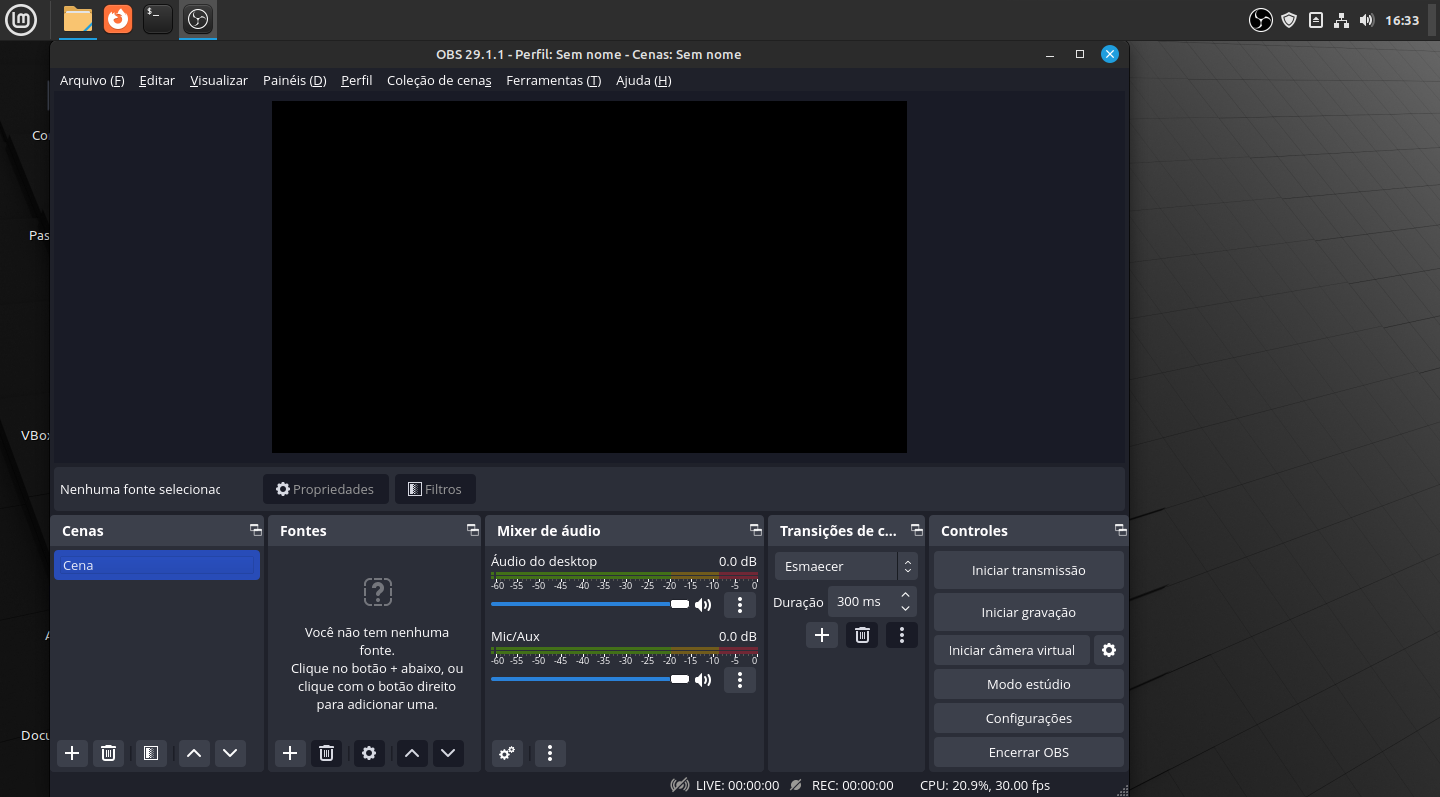 16:33
OBS 29.1.1 - Perfil: Sem nome - Cenas: Sem nome
Arquivo (F) Editar Visualizar Painéis (D) Perfil Coleção de cenas Ferramentas (T) Ajuda (H)
Co
Pas
VBox
A
Docu
Nenhuma fonte selecionac Propriedades Filtros
Cenas
Cena
Fontes
Você não tem nenhuma
fonte.
Clique no botão + abaixo, ou
clique com o botão direito
para adicionar uma.
Mixer de áudio
Áudio do desktop 0.0 dB
-60 -55 -50 -45 -40 -35 -30 -25 -20 -15 -10 -5 0
Mic/Aux 0.0 dB
-60 -55 -50 -45 -40 -35 -30 -25 -20 -15 -10 -5 0
Transições de c...
Esmaecer
Duração 300 ms
Controles
Iniciar transmissão
Iniciar gravação
Iniciar câmera virtual
Modo estúdio
Configurações
Encerrar OBS
LIVE: 00:00:00 REC: 00:00:00 CPU: 20.9%, 30.00 fps